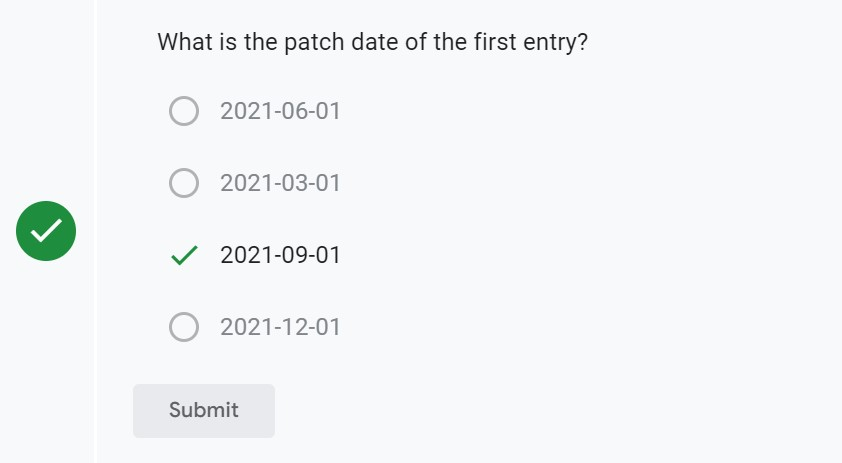 What is the patch date of the first entry?
2021-06-01
2021-03-01
2021-09-01
2021-12-01
Submit